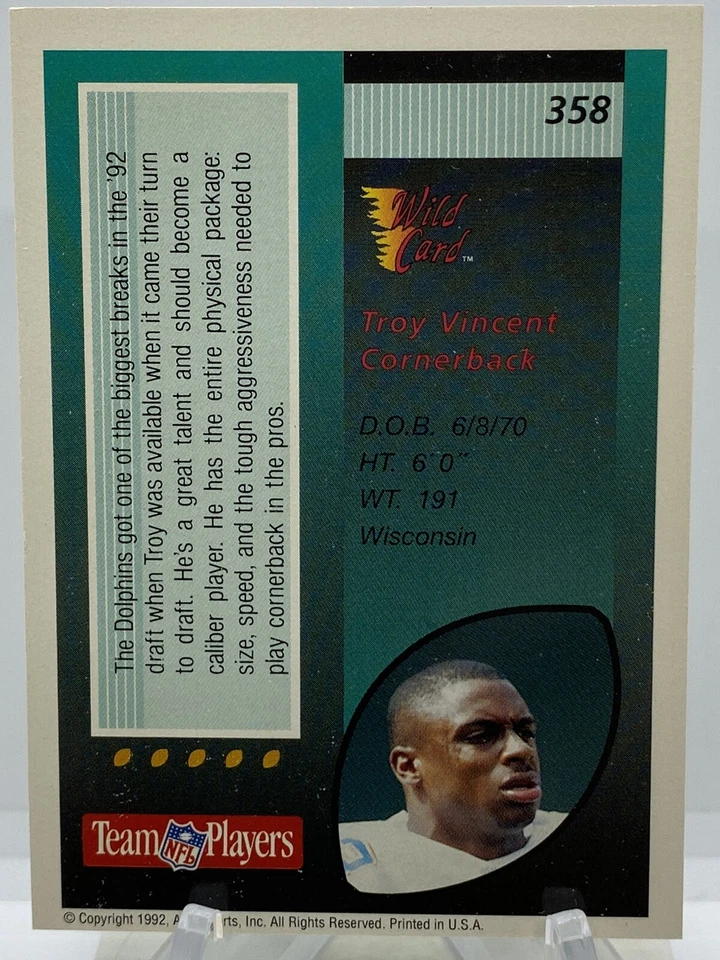 358
Wild
Card™
Troy Vincent
Cornerback
D.O.B. 6/8/70
HT. 6´0˝
WT. 191
Wisconsin
The Dolphins got one of the biggest breaks in the '92
draft when Troy was available when it came their turn
to draft. He's a great talent and should become a
caliber player. He has the entire physical package:
size, speed, and the tough aggressiveness needed to
play cornerback in the pros.
Team NFL Players
© Copyright 1992, Inc. All Rights Reserved. Printed in U.S.A.